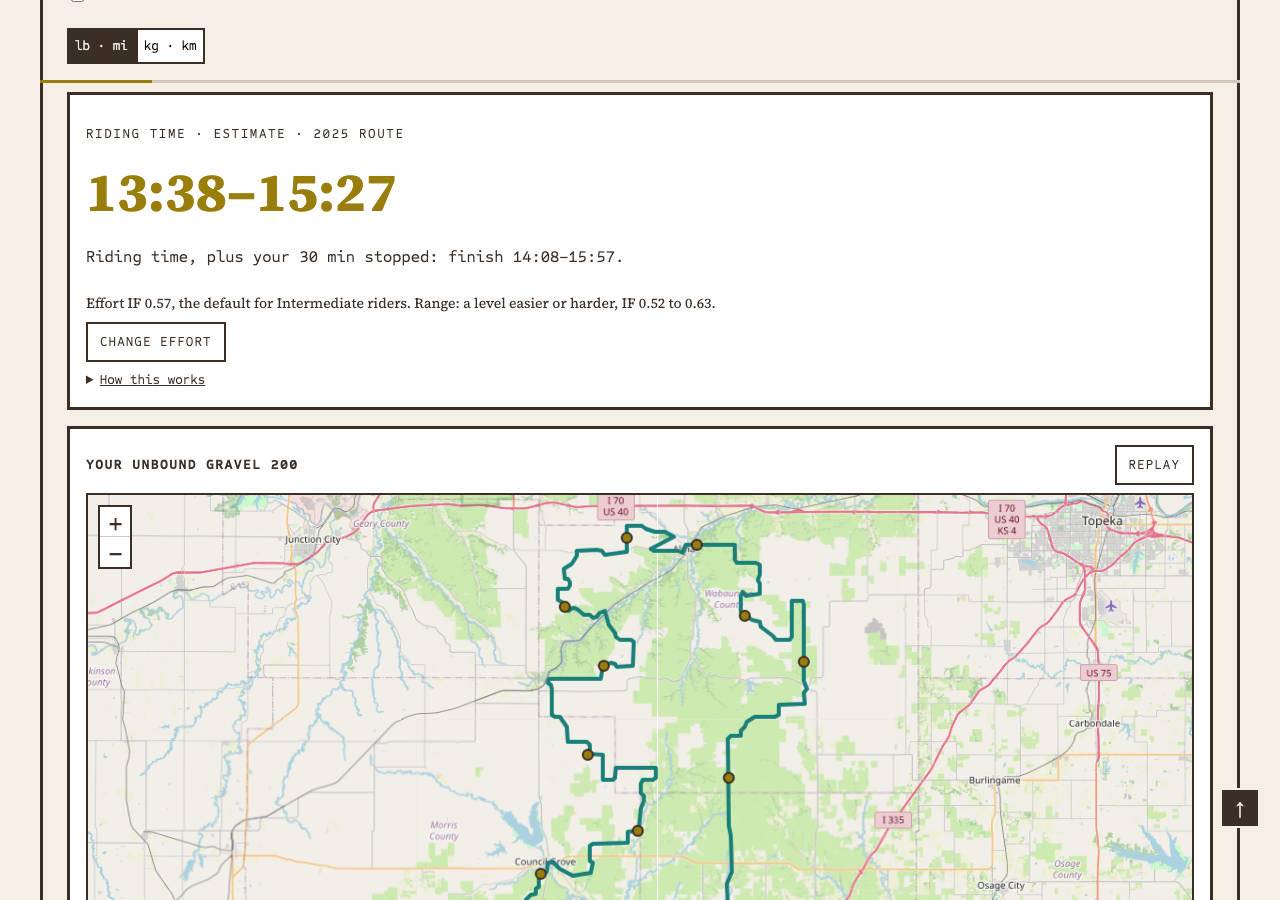 lb · mi
kg · km
RIDING TIME · ESTIMATE · 2025 ROUTE
13:38–15:27
Riding time, plus your 30 min stopped: finish 14:08–15:57.
Effort IF 0.57, the default for Intermediate riders. Range: a level easier or harder, IF 0.52 to 0.63.
CHANGE EFFORT
▶ How this works
YOUR UNBOUND GRAVEL 200
REPLAY
+
−
I 70
US 40
I 70
US 40
KS 4
Topeka
Geary County
Junction City
US 75
Carbondale
Burlingame
I 335
Morris
County
Osage
County
Osage City
↑